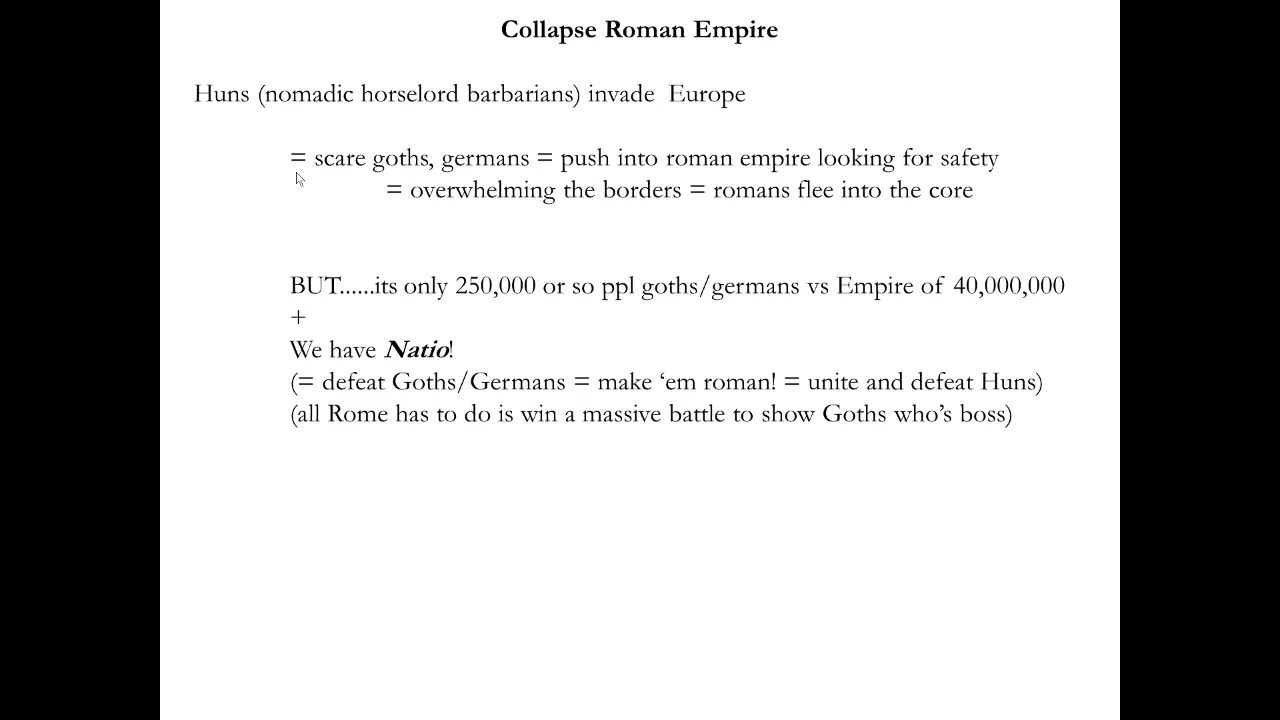 Collapse Roman Empire
Huns (nomadic horselord barbarians) invade  Europe
= scare goths, germans = push into roman empire looking for safety
= overwhelming the borders = romans flee into the core
BUT......its only 250,000 or so ppl goths/germans vs Empire of 40,000,000
+
We have Natio!
(= defeat Goths/Germans = make ‘em roman! = unite and defeat Huns)
(all Rome has to do is win a massive battle to show Goths who’s boss)